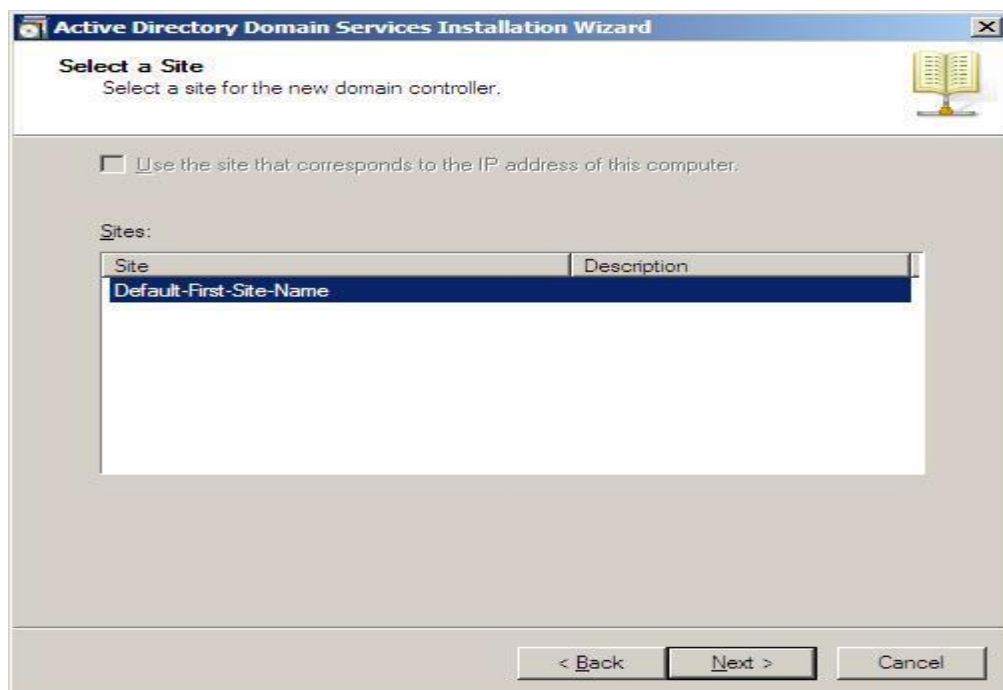 Active Directory Domain Services Installation Wizard
Select a Site
Select a site for the new domain controller.
Use the site that corresponds to the IP address of this computer.
Sites:
Site Description
Default-First-Site-Name
< Back Next > Cancel